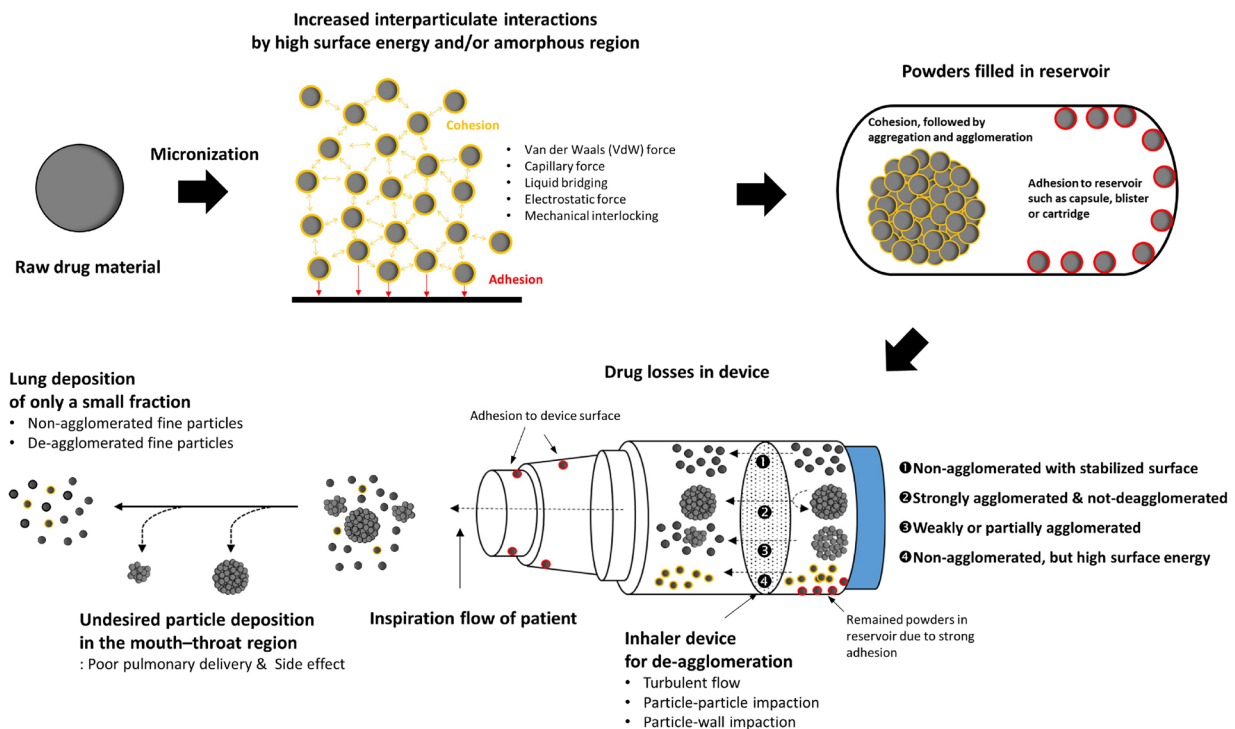 Increased interparticulate interactions
by high surface energy and/or amorphous region
Micronization
Raw drug material
Cohesion
• Van der Waals (VdW) force
• Capillary force
• Liquid bridging
• Electrostatic force
• Mechanical interlocking
Adhesion
Powders filled in reservoir
Cohesion, followed by
aggregation and agglomeration
Adhesion to reservoir
such as capsule, blister
or cartridge
Drug losses in device
Adhesion to device surface
❶
❷
❸
❹
❶Non-agglomerated with stabilized surface
❷Strongly agglomerated & not-deagglomerated
❸Weakly or partially agglomerated
❹Non-agglomerated, but high surface energy
Remained powders in
reservoir due to strong
adhesion
Inhaler device
for de-agglomeration
• Turbulent flow
• Particle-particle impaction
• Particle-wall impaction
Inspiration flow of patient
Lung deposition
of only a small fraction
• Non-agglomerated fine particles
• De-agglomerated fine particles
Undesired particle deposition
in the mouth–throat region
: Poor pulmonary delivery & Side effect